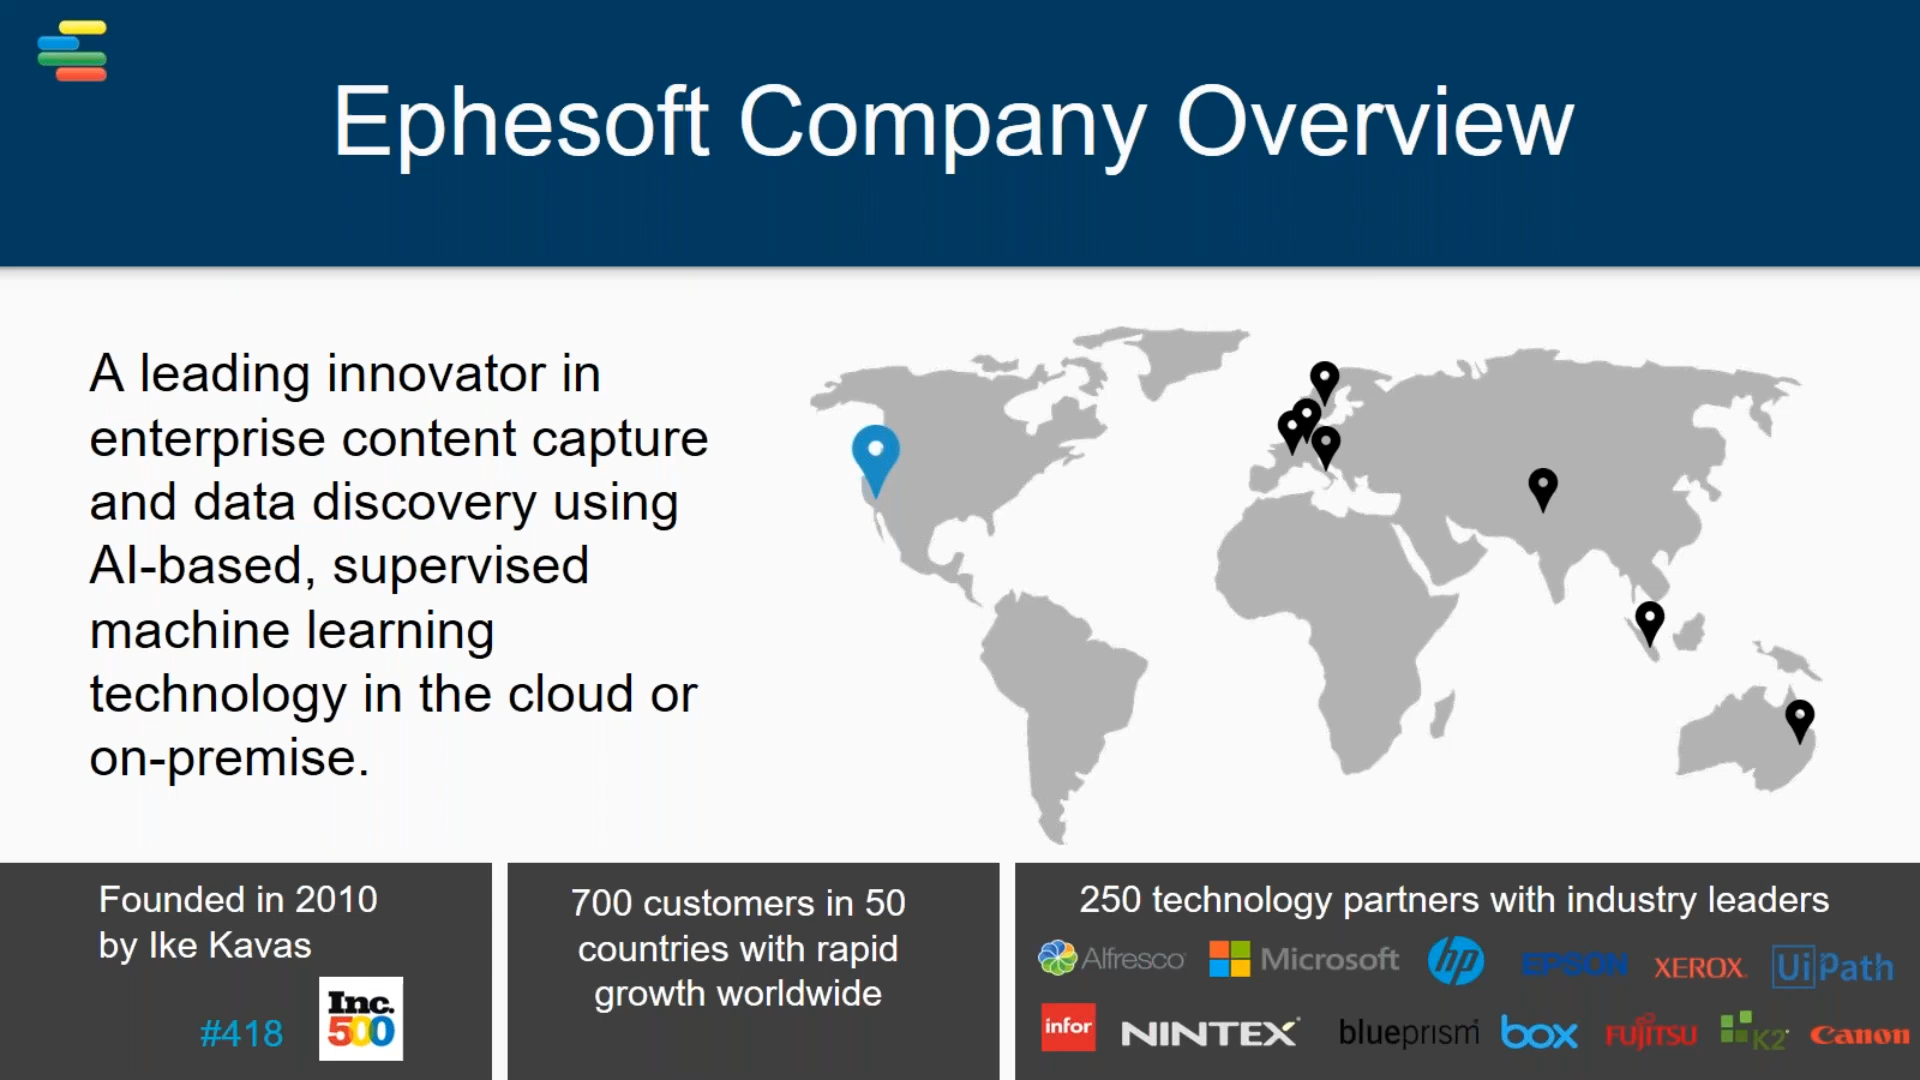 Ephesoft Company Overview
A leading innovator in
enterprise content capture
and data discovery using
AI-based, supervised
machine learning
technology in the cloud or
on-premise.
Founded in 2010
by Ike Kavas
#418
Inc.
500
700 customers in 50
countries with rapid
growth worldwide
250 technology partners with industry leaders
Alfresco Microsoft hp EPSON XEROX UiPath
infor NINTEX blueprism box FUJITSU K2 Canon